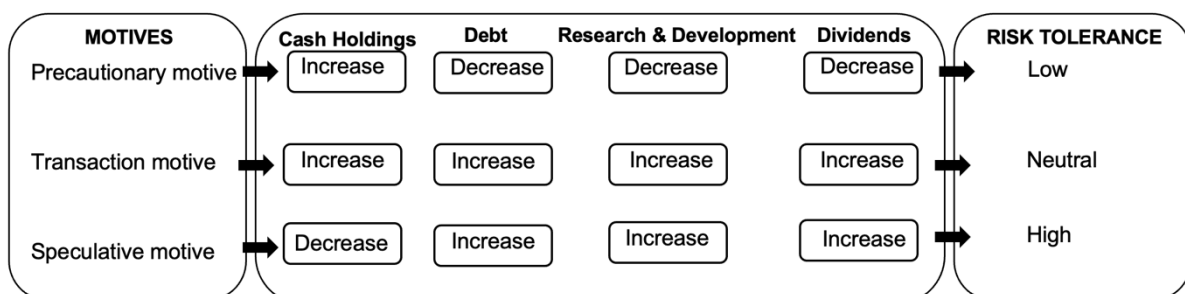 MOTIVES Cash Holdings Debt Research & Development Dividends RISK TOLERANCE
Precautionary motive Increase Decrease Decrease Decrease Low
Transaction motive Increase Increase Increase Increase Neutral
Speculative motive Decrease Increase Increase Increase High